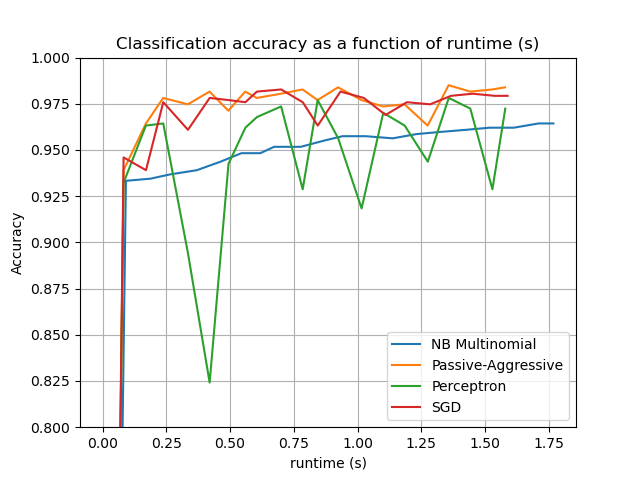 Classification accuracy as a function of runtime (s)
1.000
0.975
0.950
0.925
0.900
0.875
0.850
0.825
0.800
Accuracy
NB Multinomial
Passive-Aggressive
Perceptron
SGD
0.00 0.25 0.50 0.75 1.00 1.25 1.50 1.75
runtime (s)